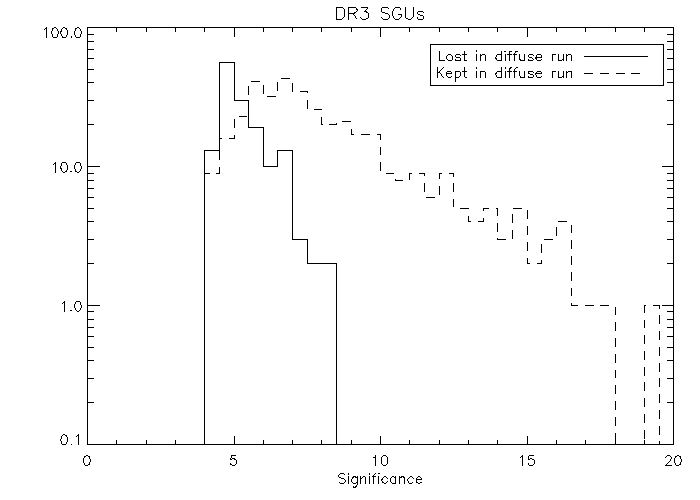 DR3 SGUs
100.0
Lost in diffuse run
Kept in diffuse run
10.0
1.0
0.1
0 5 10 15 20
Significance